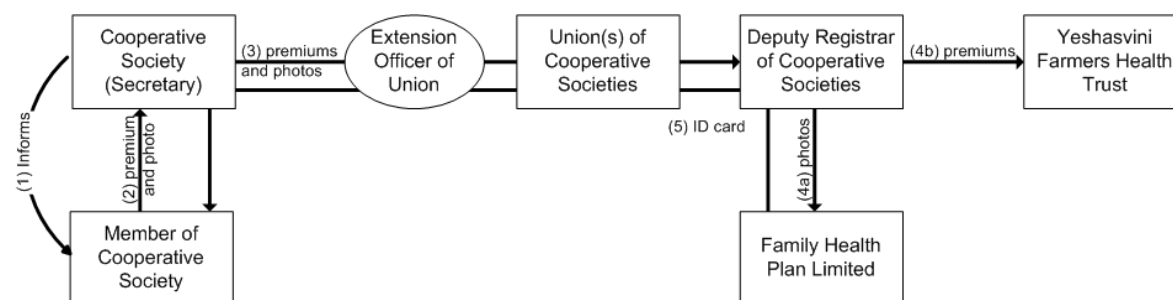 Cooperative
Society
(Secretary)
(3) premiums
and photos
Extension
Officer of
Union
Union(s) of
Cooperative
Societies
Deputy Registrar
of Cooperative
Societies
(4b) premiums
Yeshasvini
Farmers Health
Trust
(1) Informs
(2) premium
and photo
(5) ID card
(4a) photos
Member of
Cooperative
Society
Family Health
Plan Limited